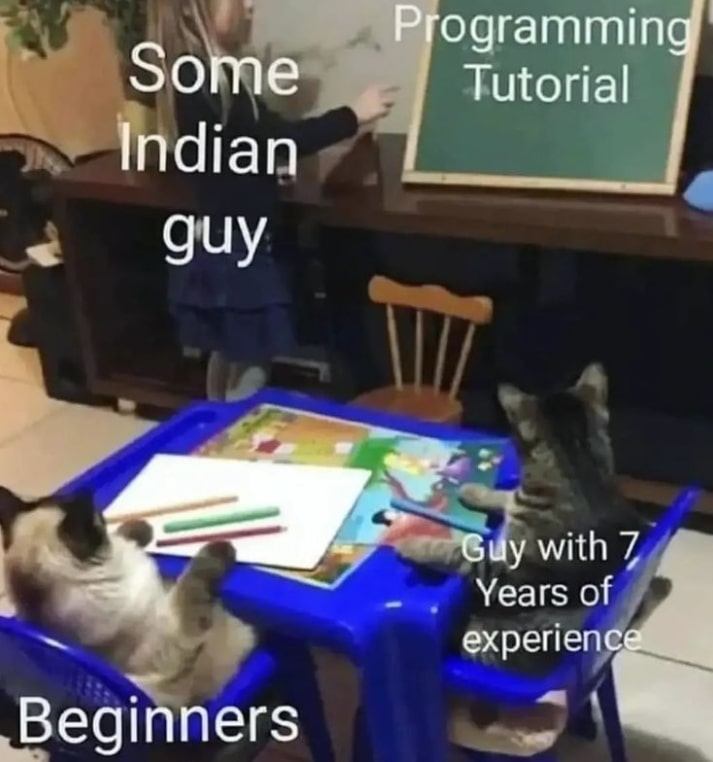 Some
Indian
guy
Programming
Tutorial
Guy with 7
Years of
experience
Beginners